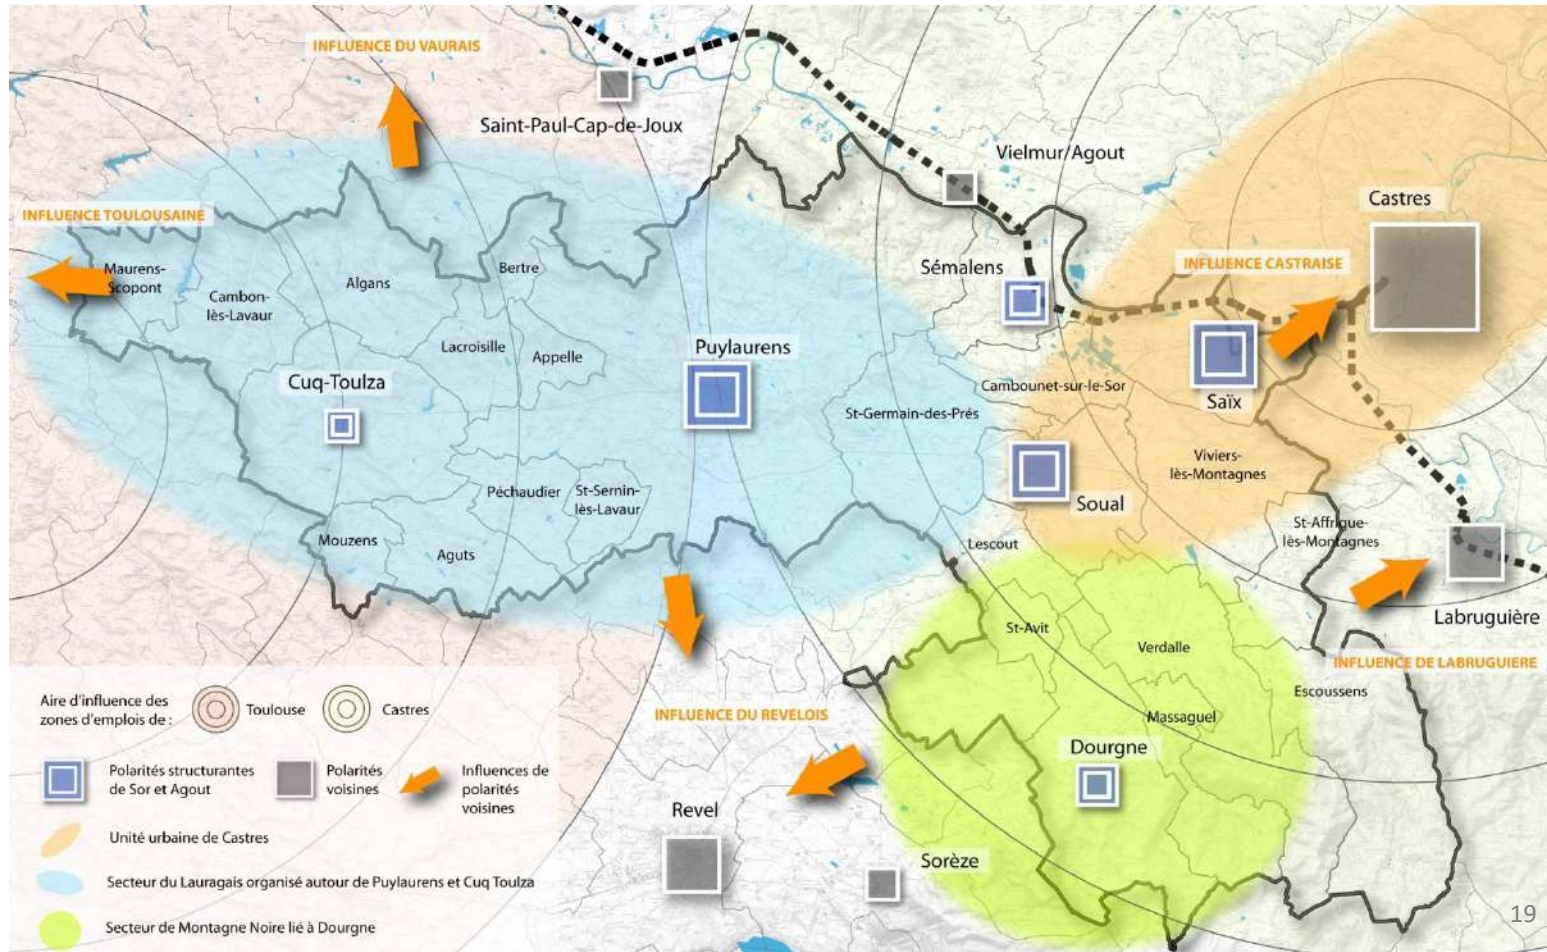 INFLUENCE DU VAURAIS
Saint-Paul-Cap-de-Joux
Vielmur/Agout
Castres
INFLUENCE TOULOUSAINE
Maurens-
Scopont
Cambon-
lès-Lavaur
Algans
Bertre
Sémalens
INFLUENCE CASTRAISE
Lacroisille
Appelle
Puylaurens
Cuq-Toulza
Cambounet-sur-le-Sor
Saïx
St-Germain-des-Prés
Viviers-
lès-Montagnes
Soual
Péchaudier
St-Sernin-
lès-Lavaur
Mouzens
Aguts
Lescout
St-Affrique-
lès-Montagnes
Labruguière
St-Avit
Verdalle
INFLUENCE DE LABRUGUIERE
Escoussens
Massaguel
INFLUENCE DU REVELOIS
Dourgne
Revel
Sorèze
Aire d'influence des
zones d'emplois de :
Toulouse
Castres
Polarités structurantes
de Sor et Agout
Polarités
voisines
Influences de
polarités
voisines
Unité urbaine de Castres
Secteur du Lauragais organisé autour de Puylaurens et Cuq Toulza
Secteur de Montagne Noire lié à Dourgne
19